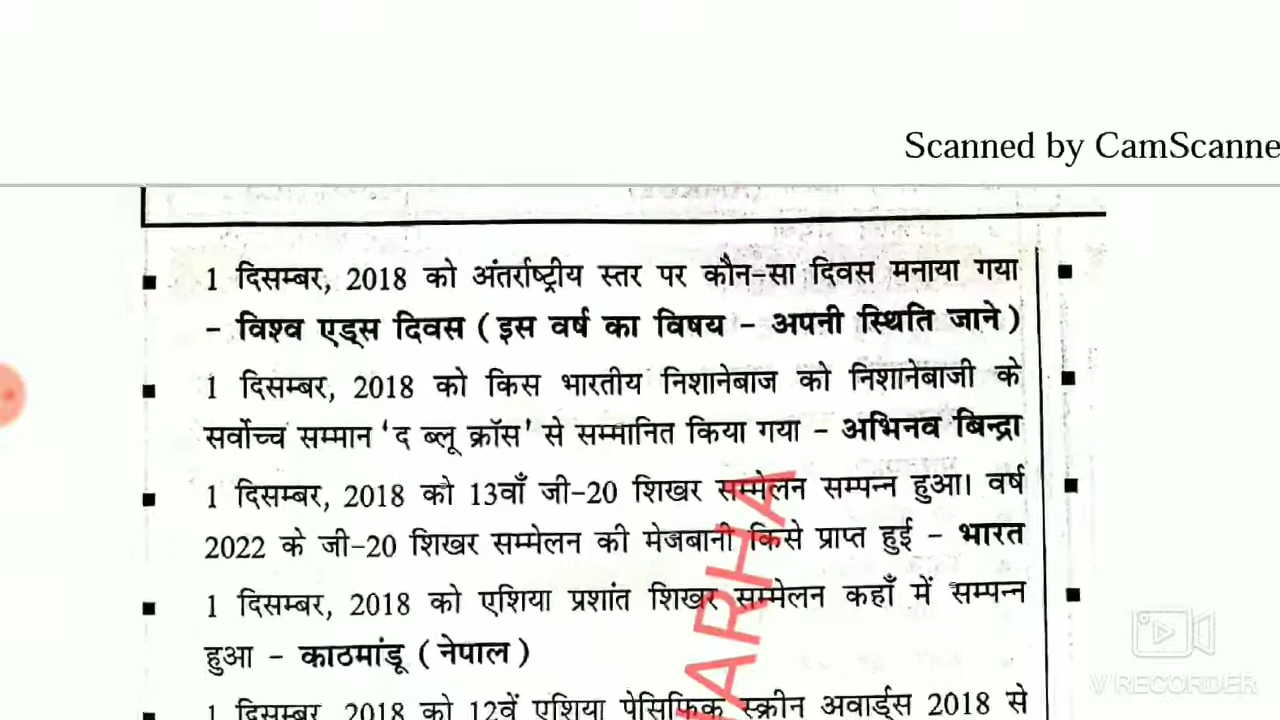 Scanned by CamScanne
1 दिसम्बर, 2018 को अंतर्राष्ट्रीय स्तर पर कौन-सा दिवस मनाया गया
- विश्व एड्स दिवस (इस वर्ष का विषय - अपनी स्थिति जाने)
1 दिसम्बर, 2018 को किस भारतीय निशानेबाज को निशानेबाजी के
सर्वोच्च सम्मान ‘द ब्लू क्रॉस’ से सम्मानित किया गया - अभिनव बिन्द्रा
1 दिसम्बर, 2018 को 13वाँ जी-20 शिखर सम्मेलन सम्पन्न हुआ। वर्ष
2022 के जी-20 शिखर सम्मेलन की मेजबानी किसे प्राप्त हुई - भारत
1 दिसम्बर, 2018 को एशिया प्रशांत शिखर सम्मेलन कहाँ में सम्पन्न
हुआ - काठमांडू (नेपाल)
1 दिसम्बर, 2018 को 12वें एशिया पेसिफिक स्क्रीन अवार्ड्स 2018 से
ARHA
V RECORDER